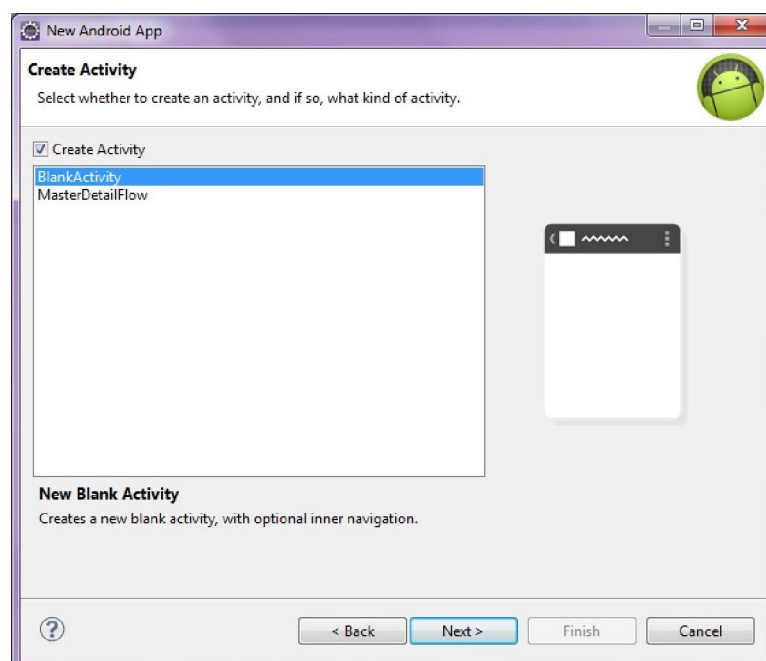 New Android App
Create Activity
Select whether to create an activity, and if so, what kind of activity.
Create Activity
BlankActivity
MasterDetailFlow
New Blank Activity
Creates a new blank activity, with optional inner navigation.
?
< Back
Next >
Finish
Cancel